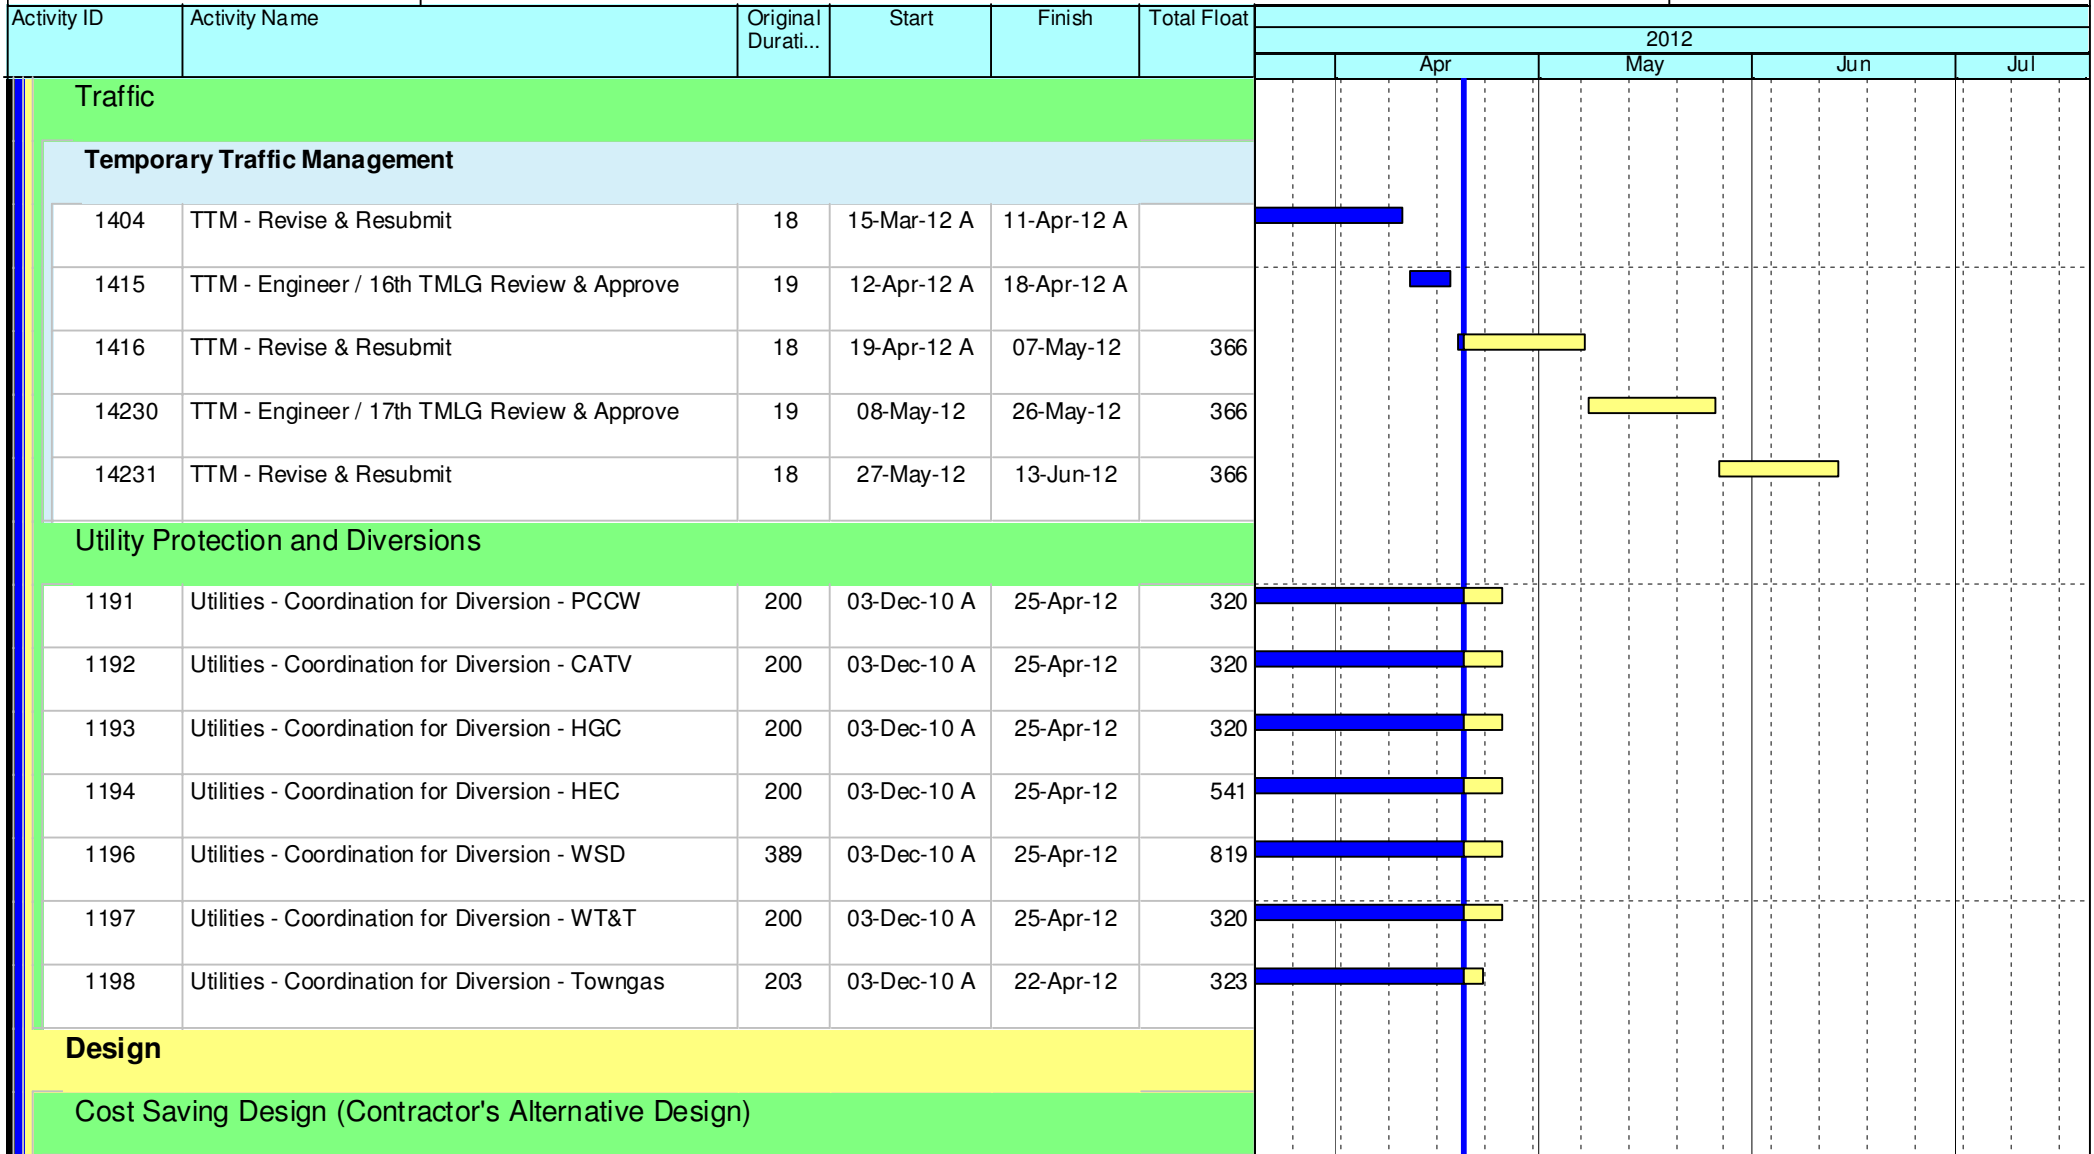 Activity ID Activity Name Original Durati... Start Finish Total Float
2012
Apr May Jun Jul
Traffic
Temporary Traffic Management
1404 TTM - Revise & Resubmit 18 15-Mar-12 A 11-Apr-12 A
1415 TTM - Engineer / 16th TMLG Review & Approve 19 12-Apr-12 A 18-Apr-12 A
1416 TTM - Revise & Resubmit 18 19-Apr-12 A 07-May-12 366
14230 TTM - Engineer / 17th TMLG Review & Approve 19 08-May-12 26-May-12 366
14231 TTM - Revise & Resubmit 18 27-May-12 13-Jun-12 366
Utility Protection and Diversions
1191 Utilities - Coordination for Diversion - PCCW 200 03-Dec-10 A 25-Apr-12 320
1192 Utilities - Coordination for Diversion - CATV 200 03-Dec-10 A 25-Apr-12 320
1193 Utilities - Coordination for Diversion - HGC 200 03-Dec-10 A 25-Apr-12 320
1194 Utilities - Coordination for Diversion - HEC 200 03-Dec-10 A 25-Apr-12 541
1196 Utilities - Coordination for Diversion - WSD 389 03-Dec-10 A 25-Apr-12 819
1197 Utilities - Coordination for Diversion - WT&T 200 03-Dec-10 A 25-Apr-12 320
1198 Utilities - Coordination for Diversion - Towngas 203 03-Dec-10 A 22-Apr-12 323
Design
Cost Saving Design (Contractor's Alternative Design)